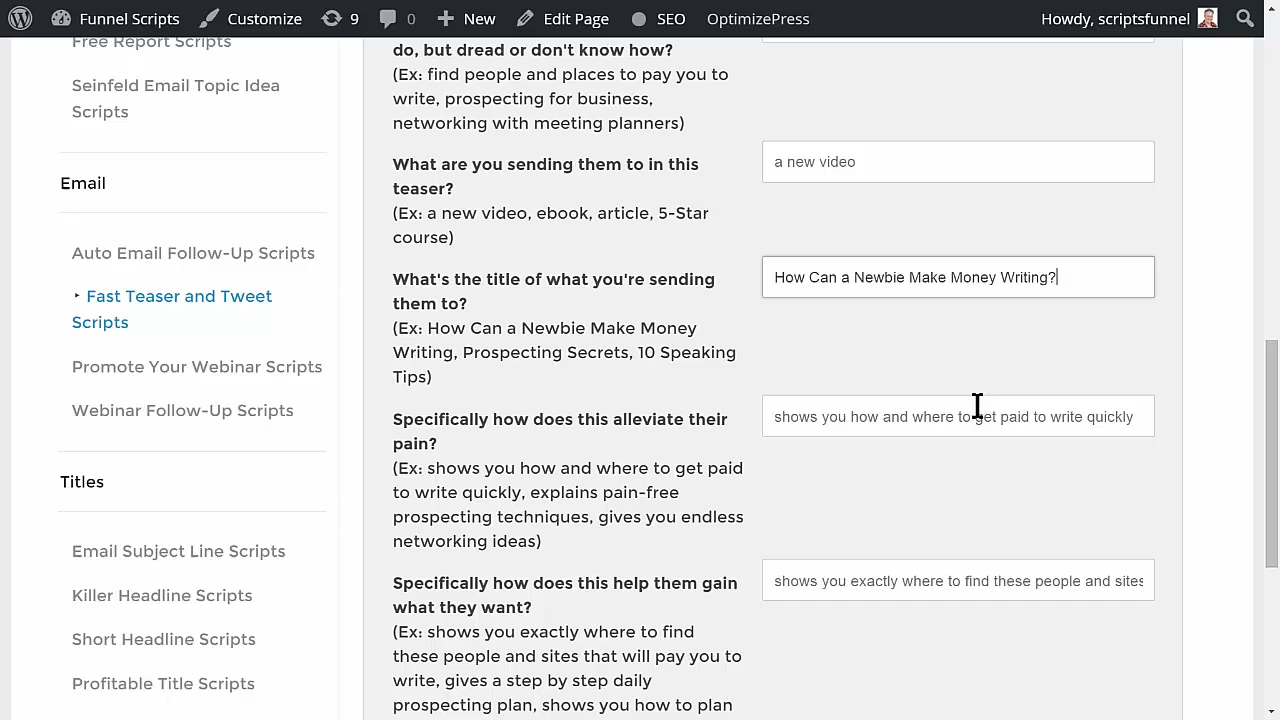 Funnel Scripts Customize 9 0 New Edit Page SEO OptimizePress Howdy, scriptsfunnel
Free Report Scripts
Seinfeld Email Topic Idea
Scripts
Email
Auto Email Follow-Up Scripts
Fast Teaser and Tweet
Scripts
Promote Your Webinar Scripts
Webinar Follow-Up Scripts
Titles
Email Subject Line Scripts
Killer Headline Scripts
Short Headline Scripts
Profitable Title Scripts
do, but dread or don't know how?
(Ex: find people and places to pay you to
write, prospecting for business,
networking with meeting planners)
What are you sending them to in this
teaser?
(Ex: a new video, ebook, article, 5-Star
course)
a new video
What's the title of what you're sending
them to?
(Ex: How Can a Newbie Make Money
Writing, Prospecting Secrets, 10 Speaking
Tips)
How Can a Newbie Make Money Writing?
Specifically how does this alleviate their
pain?
(Ex: shows you how and where to get paid
to write quickly, explains pain-free
prospecting techniques, gives you endless
networking ideas)
shows you how and where to get paid to write quickly
Specifically how does this help them gain
what they want?
(Ex: shows you exactly where to find
these people and sites that will pay you to
write, gives a step by step daily
prospecting plan, shows you how to plan
shows you exactly where to find these people and sites